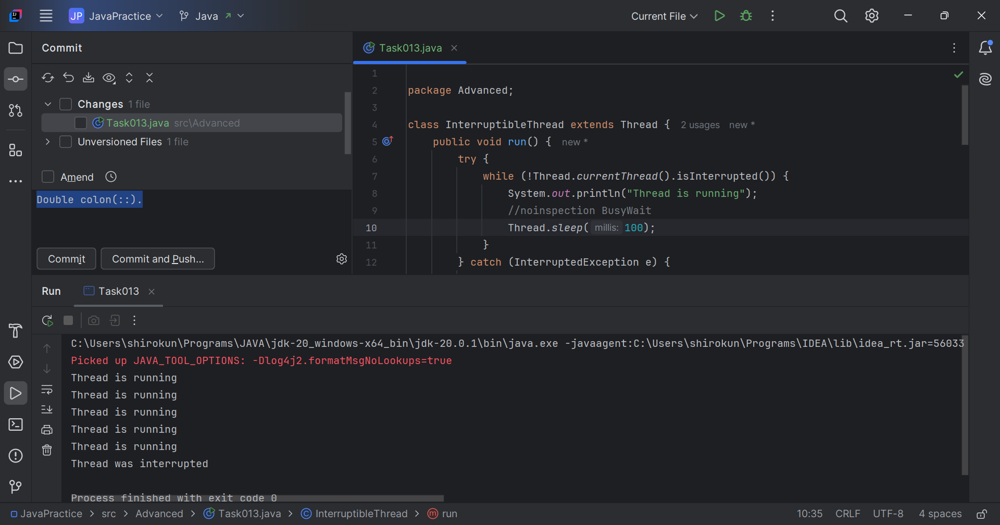 JP JavaPractice Java Current File
Commit
Task013.java
Changes 1 file
Task013.java src\Advanced
Unversioned Files 1 file
Amend
Double colon(::).
Commit Commit and Push...
1
2 package Advanced;
3
4 class InterruptibleThread extends Thread { 2 usages new *
5 public void run() { new *
6 try {
7 while (!Thread.currentThread().isInterrupted()) {
8 System.out.println("Thread is running");
9 //noinspection BusyWait
10 Thread.sleep( millis: 100);
11 }
12 } catch (InterruptedException e) {
Run Task013
C:\Users\shirokun\Programs\JAVA\jdk-20_windows-x64_bin\jdk-20.0.1\bin\java.exe -javaagent:C:\Users\shirokun\Programs\IDEA\lib\idea_rt.jar=56033
Picked up JAVA_TOOL_OPTIONS: -Dlog4j2.formatMsgNoLookups=true
Thread is running
Thread is running
Thread is running
Thread is running
Thread is running
Thread was interrupted
Process finished with exit code 0
JavaPractice > src > Advanced > Task013.java > InterruptibleThread > run 10:35 CRLF UTF-8 4 spaces